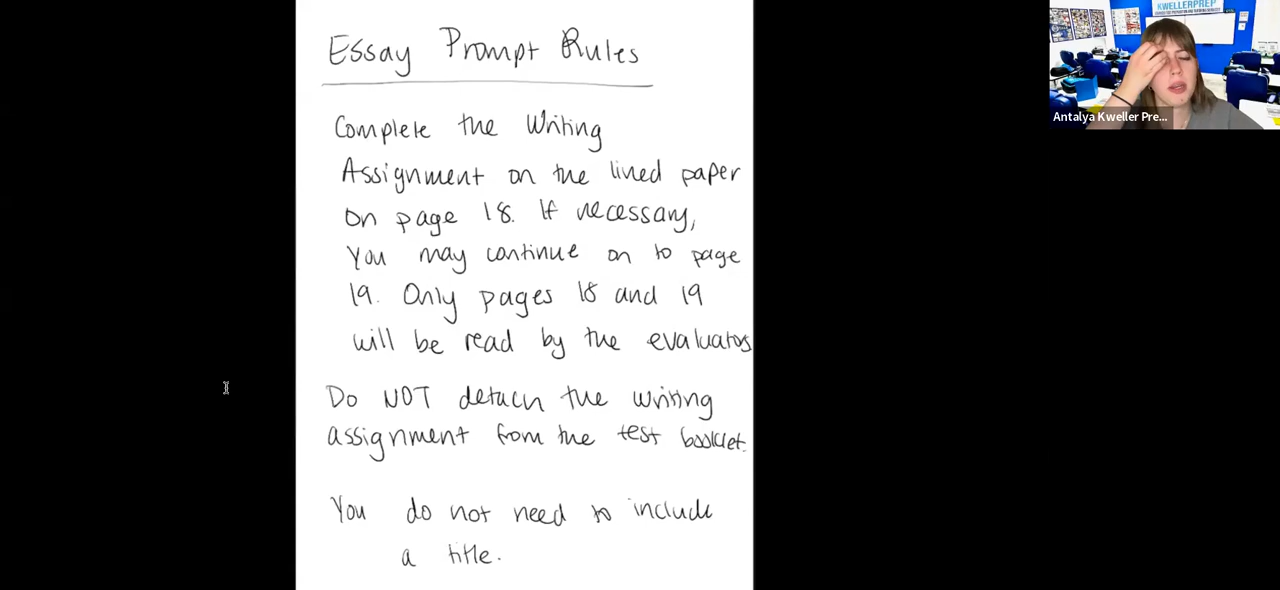 Essay Prompt Rules
Complete the Writing
Assignment on the lined paper
on page 18. If necessary,
you may continue on to page
19. Only pages 18 and 19
will be read by the evaluators
Do NOT detach the writing
assignment from the test booklet.
You do not need to include
a title.
KWELLERPREP
Antalya Kweller Pre...